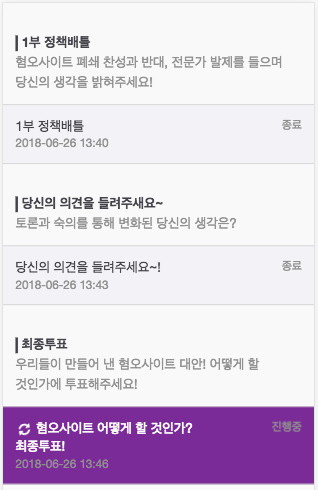 1부 정책배틀
혐오사이트 폐쇄 찬성과 반대, 전문가 발제를 들으며
당신의 생각을 밝혀주세요!
1부 정책배틀
종료
2018-06-26 13:40
당신의 의견을 들려주새요~
토론과 숙의를 통해 변화된 당신의 생각은?
당신의 의견을 들려주세요~!
종료
2018-06-26 13:43
최종투표
우리들이 만들어 낸 혐오사이트 대안! 어떻게 할
것인가에 투표해주세요!
혐오사이트 어떻게 할 것인가?
진행중
최종투표!
2018-06-26 13:46